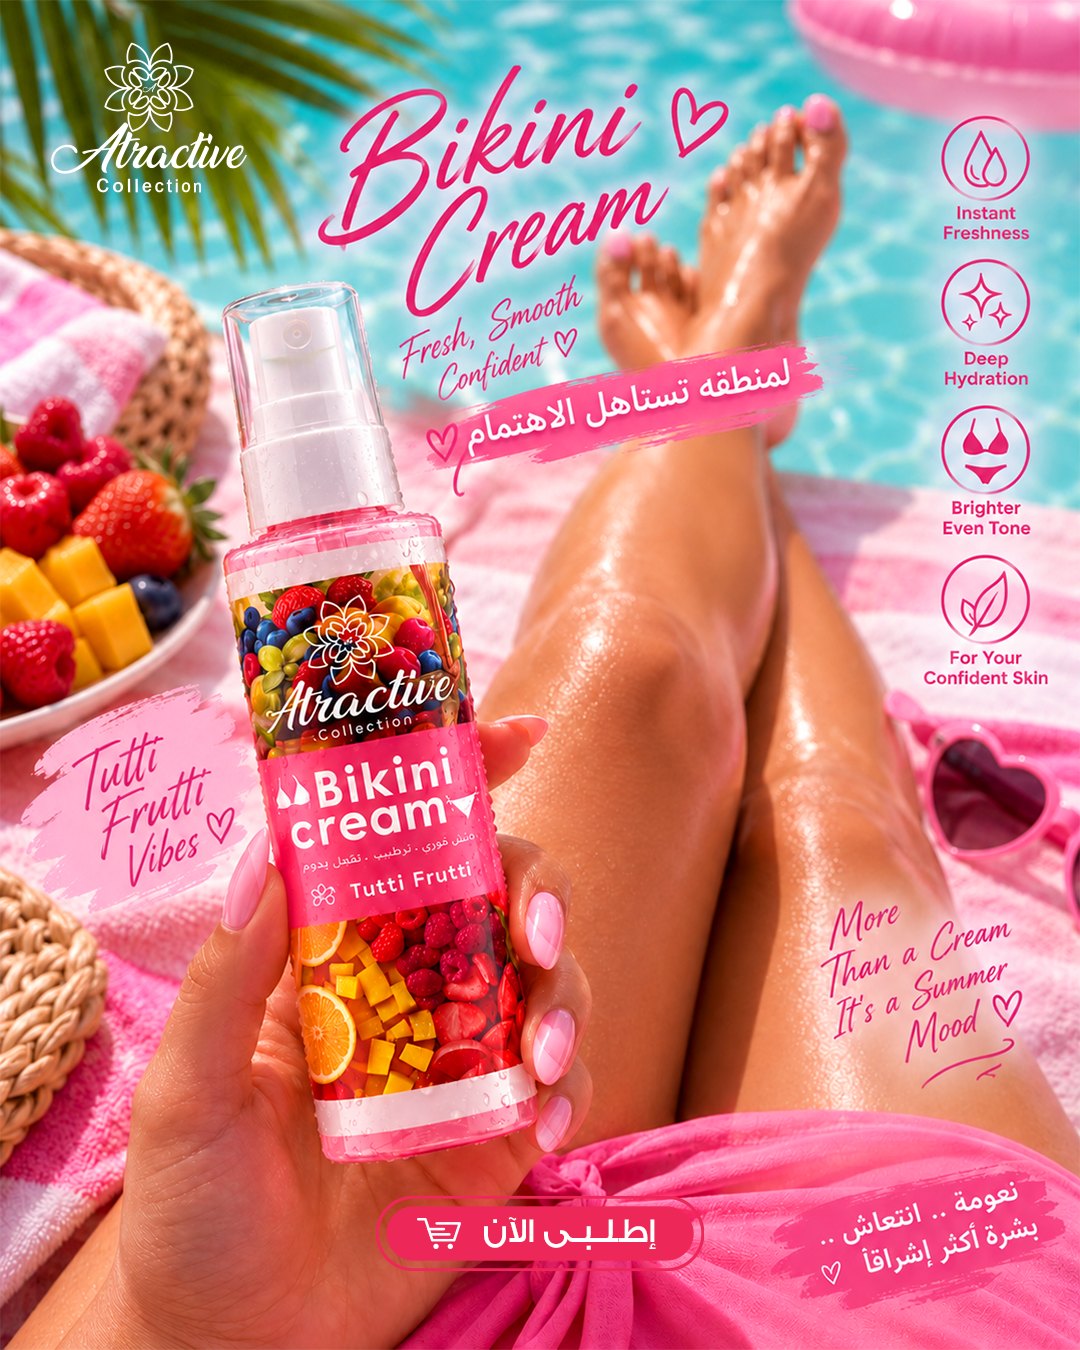 Atractive
Collection
Bikini
Cream
Fresh, Smooth
Confident
لمنطقه تستاهل الاهتمام
Instant
Freshness
Deep
Hydration
Brighter
Even Tone
For Your
Confident Skin
Atractive
Collection
Bikini
cream
Tutti Frutti
Tutti
Frutti
Vibes
More
Than a Cream
It's a Summer
Mood
إطلبى الآن
نعومة .. انتعاش ..
بشرة أكثر إشراقاً